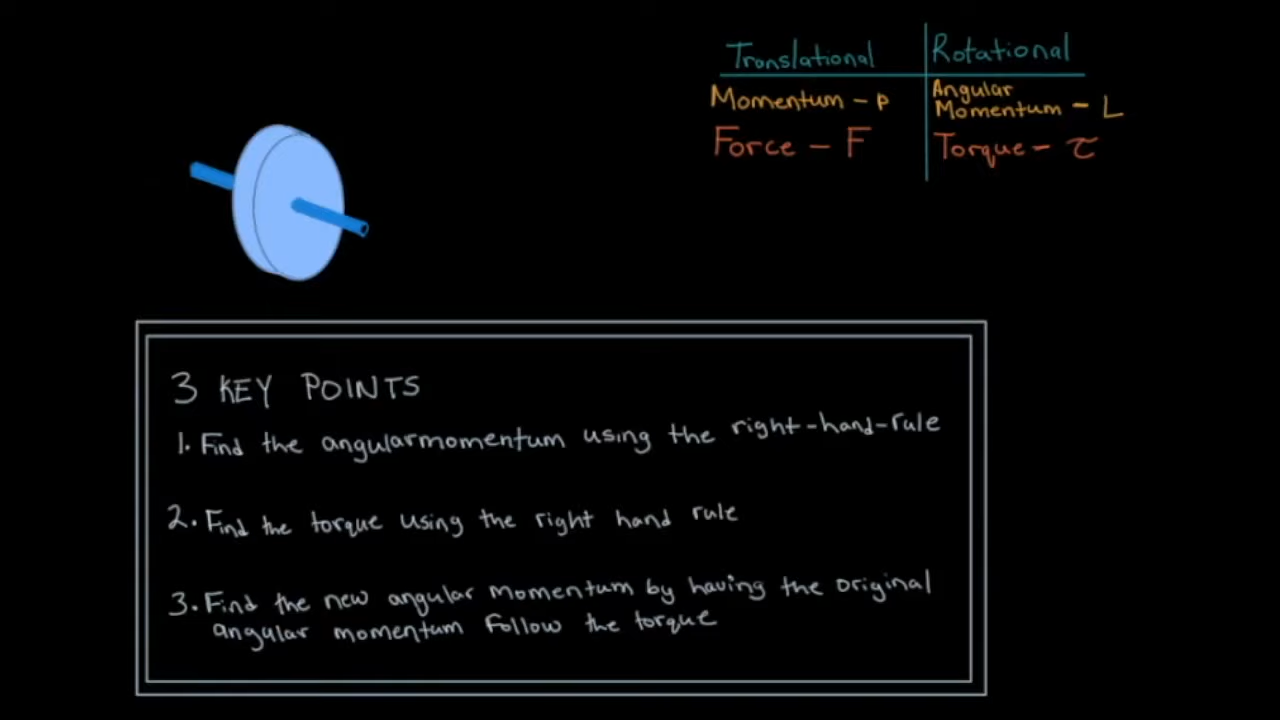 Translational
Rotational
Momentum - p
Angular
Momentum - L
Force - F
Torque - τ
3 KEY POINTS
1. Find the angularmomentum using the right-hand-rule
2. Find the torque using the right hand rule
3. Find the new angular momentum by having the original
angular momentum follow the torque